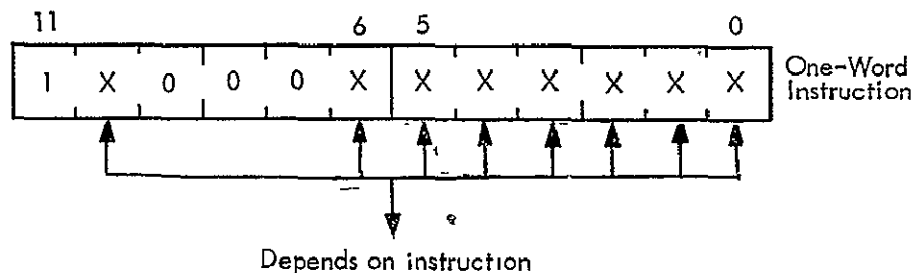 11 6 5 0
1 X 0 0 0 X X X X X X X One-Word
Instruction
Depends on instruction